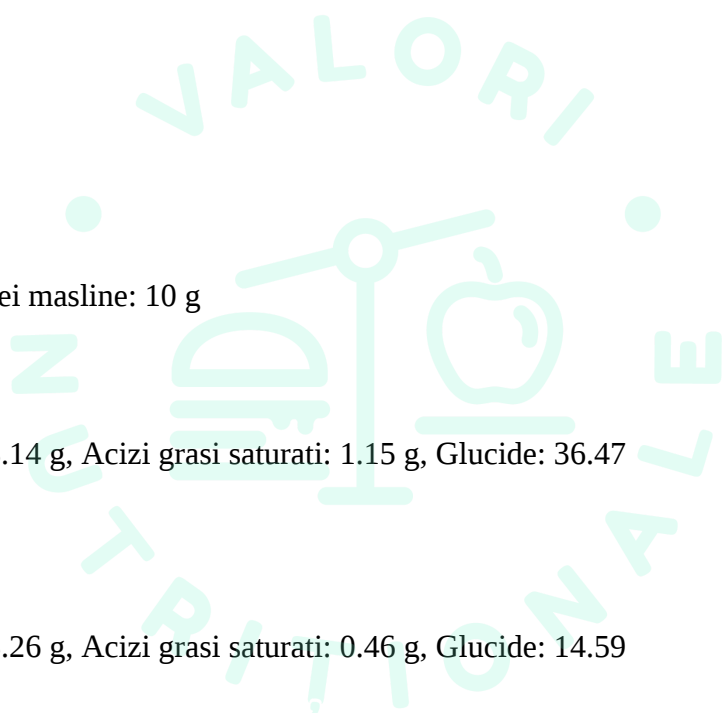 VALORI
ei masline: 10 g
.14 g, Acizi grasi saturati: 1.15 g, Glucide: 36.47
.26 g, Acizi grasi saturati: 0.46 g, Glucide: 14.59
NUTRIȚIONALE